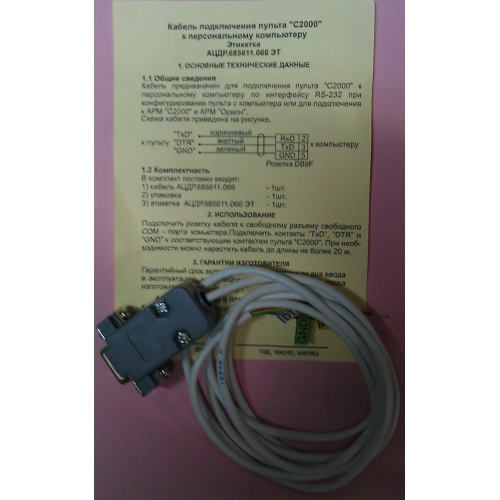 Кабель подключения пульта "С2000"
к персональному компьютеру
Этикетка
АЦДР.685611.066 ЭТ
1. ОСНОВНЫЕ ТЕХНИЧЕСКИЕ ДАННЫЕ
1.1 Общие сведения
Кабель предназначен для подключения пульта "С2000" к
персональному компьютеру по интерфейсу RS-232 при
конфигурировании пульта с компьютера или для подключения
к АРМ "С2000" и АРМ "Орион".
Схема кабеля приведена на рисунке.
"TxD" коричневый RxD 2
к пульту "DTR" желтый TxD 3 к компьютеру
"GND" зеленый GND 5
Розетка DB9F
1.2 Комплектность
В комплект поставки входят:
1) кабель АЦДР.685611.066 - 1шт.
2) упаковка - 1шт.
3) этикетка АЦДР.685611.066 ЭТ - 1шт.
2. ИСПОЛЬЗОВАНИЕ
Подключить розетку кабеля к свободному разъему свободного
СОМ - порта компьютера.Подключить контакты "TxD", "DTR" и
"GND" к соответствующим контактам пульта "С2000". При необ-
ходимости можно нарастить кабель до длины не более 20 м.
3. ГАРАНТИИ ИЗГОТОВИТЕЛЯ
Гарантийный срок дня ввода
в эксплуатацию
GND